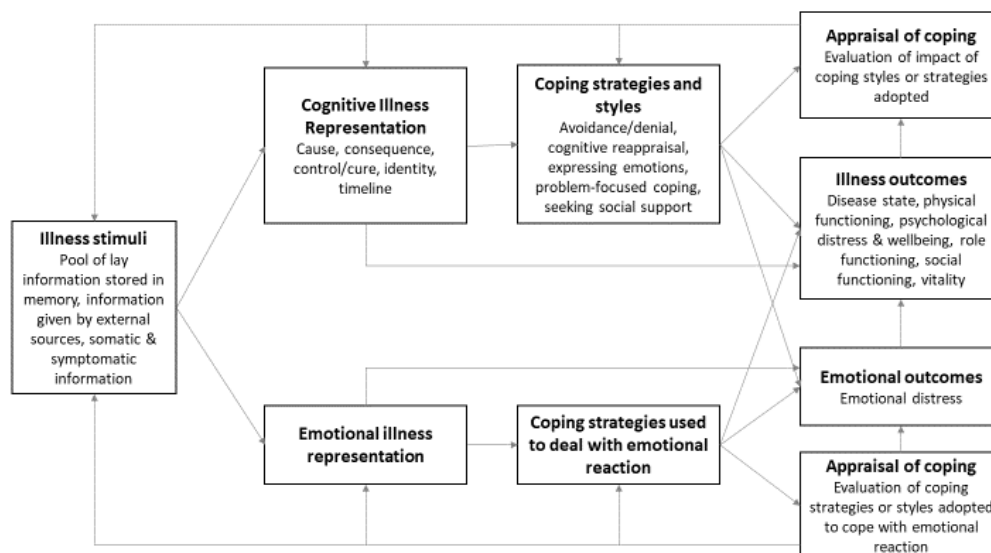 Appraisal of coping
Evaluation of impact of
coping styles or strategies
adopted
Cognitive Illness
Representation
Cause, consequence,
control/cure, identity,
timeline
Coping strategies and
styles
Avoidance/denial,
cognitive reappraisal,
expressing emotions,
problem-focused coping,
seeking social support
Illness outcomes
Disease state, physical
functioning, psychological
distress & wellbeing, role
functioning, social
functioning, vitality
Illness stimuli
Pool of lay
information stored in
memory, information
given by external
sources, somatic &
symptomatic
information
Emotional outcomes
Emotional distress
Emotional illness
representation
Coping strategies used
to deal with emotional
reaction
Appraisal of coping
Evaluation of coping
strategies or styles adopted
to cope with emotional
reaction